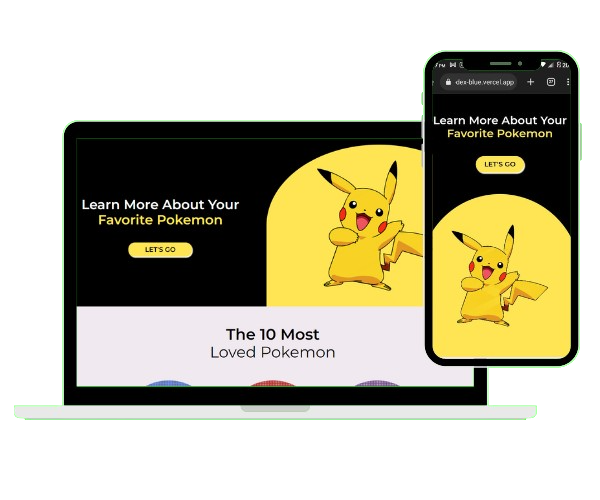 Learn More About Your
Favorite Pokemon
LET'S GO
The 10 Most
Loved Pokemon
dex-blue.vercel.app
Learn More About Your
Favorite Pokemon
LET'S GO